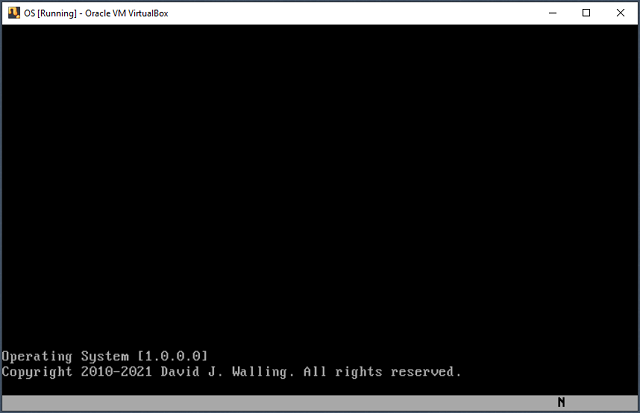 OS [Running] - Oracle VM VirtualBox
Operating System [1.0.0.0]
Copyright 2010-2021 David J. Walling. All rights reserved.
N